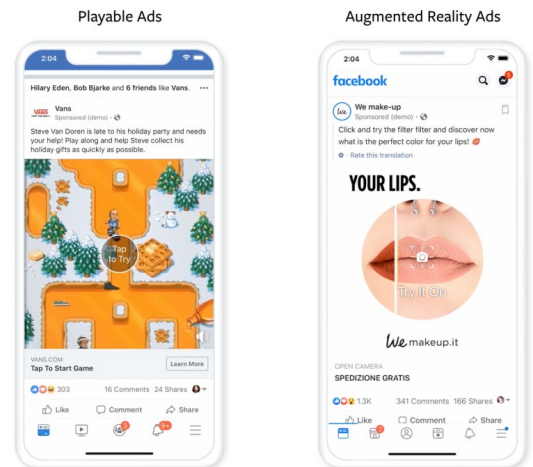 Playable Ads
2:04
Hilary Eden, Bob Bjarke and 6 friends like Vans.
VANS
Vans
Sponsored (demo) ·
Steve Van Doren is late to his holiday party and needs
your help! Play along and help Steve collect his
holiday gifts as quickly as possible.
Tap
to Try
VANS.COM
Tap To Start Game
Learn More
303
16 Comments 24 Shares
Like
Comment
Share
3
9+
Augmented Reality Ads
2:04
facebook
We
We make-up
Sponsored (demo) ·
Click and try the filter filter and discover now
what is the perfect color for your lips!
Rate this translation
YOUR LIPS.
Try It On
We makeup.it
OPEN CAMERA
SPEDIZIONE GRATIS
1.3K
341 Comments 166 Shares
Like
Comment
Share
2